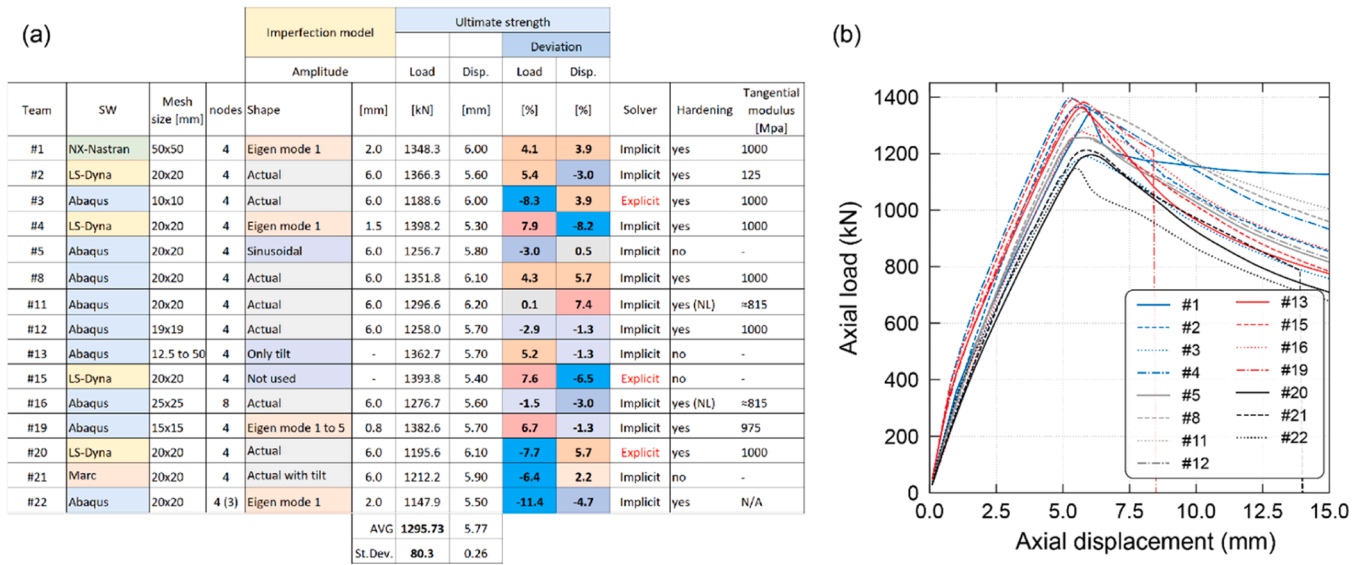 (a)
Imperfection model Ultimate strength
Deviation
Amplitude Load Disp. Load Disp.
Team SW Mesh size [mm] nodes Shape [mm] [kN] [mm] [%] [%] Solver Hardening Tangential modulus [Mpa]
#1 NX-Nastran 50x50 4 Eigen mode 1 2.0 1348.3 6.00 4.1 3.9 Implicit yes 1000
#2 LS-Dyna 20x20 4 Actual 6.0 1366.3 5.60 5.4 -3.0 Implicit yes 125
#3 Abaqus 10x10 4 Actual 6.0 1188.6 6.00 -8.3 3.9 Explicit yes 1000
#4 LS-Dyna 20x20 4 Eigen mode 1 1.5 1398.2 5.30 7.9 -8.2 Implicit yes 1000
#5 Abaqus 20x20 4 Sinusoidal 6.0 1256.7 5.80 -3.0 0.5 Implicit no -
#8 Abaqus 20x20 4 Actual 6.0 1351.8 6.10 4.3 5.7 Implicit yes 1000
#11 Abaqus 20x20 4 Actual 6.0 1296.6 6.20 0.1 7.4 Implicit yes (NL) ≈815
#12 Abaqus 19x19 4 Actual 6.0 1258.0 5.70 -2.9 -1.3 Implicit yes 1000
#13 Abaqus 12.5 to 50 4 Only tilt - 1362.7 5.70 5.2 -1.3 Implicit no -
#15 LS-Dyna 20x20 4 Not used - 1393.8 5.40 7.6 -6.5 Explicit no -
#16 Abaqus 25x25 8 Actual 6.0 1276.7 5.60 -1.5 -3.0 Implicit yes (NL) ≈815
#19 Abaqus 15x15 4 Eigen mode 1 to 5 0.8 1382.6 5.70 6.7 -1.3 Implicit yes 975
#20 LS-Dyna 20x20 4 Actual 6.0 1195.6 6.10 -7.7 5.7 Explicit yes 1000
#21 Marc 20x20 4 Actual with tilt 6.0 1212.2 5.90 -6.4 2.2 Implicit no -
#22 Abaqus 20x20 4 (3) Eigen mode 1 2.0 1147.9 5.50 -11.4 -4.7 Implicit yes N/A
AVG 1295.73 5.77
St.Dev. 80.3 0.26
(b)
Axial load (kN)
1400
1200
1000
800
600
400
200
0
0.0 2.5 5.0 7.5 10.0 12.5 15.0
Axial displacement (mm)
#1 #13
#2 #15
#3 #16
#4 #19
#5 #20
#8 #21
#11 #22
#12